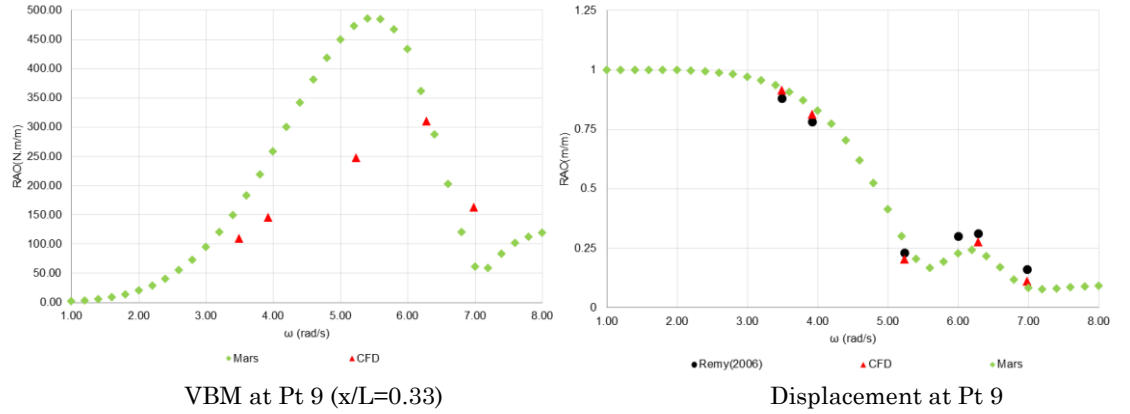 500.00
450.00
400.00
350.00
300.00
250.00
200.00
150.00
100.00
50.00
0.00
RAO(N.m/m)
1.00 2.00 3.00 4.00 5.00 6.00 7.00 8.00
ω (rad/s)
Mars CFD
VBM at Pt 9 (x/L=0.33)
1.25
1
0.75
0.5
0.25
0
RAO(m/m)
1.00 2.00 3.00 4.00 5.00 6.00 7.00 8.00
ω (rad/s)
Remy(2006) CFD Mars
Displacement at Pt 9